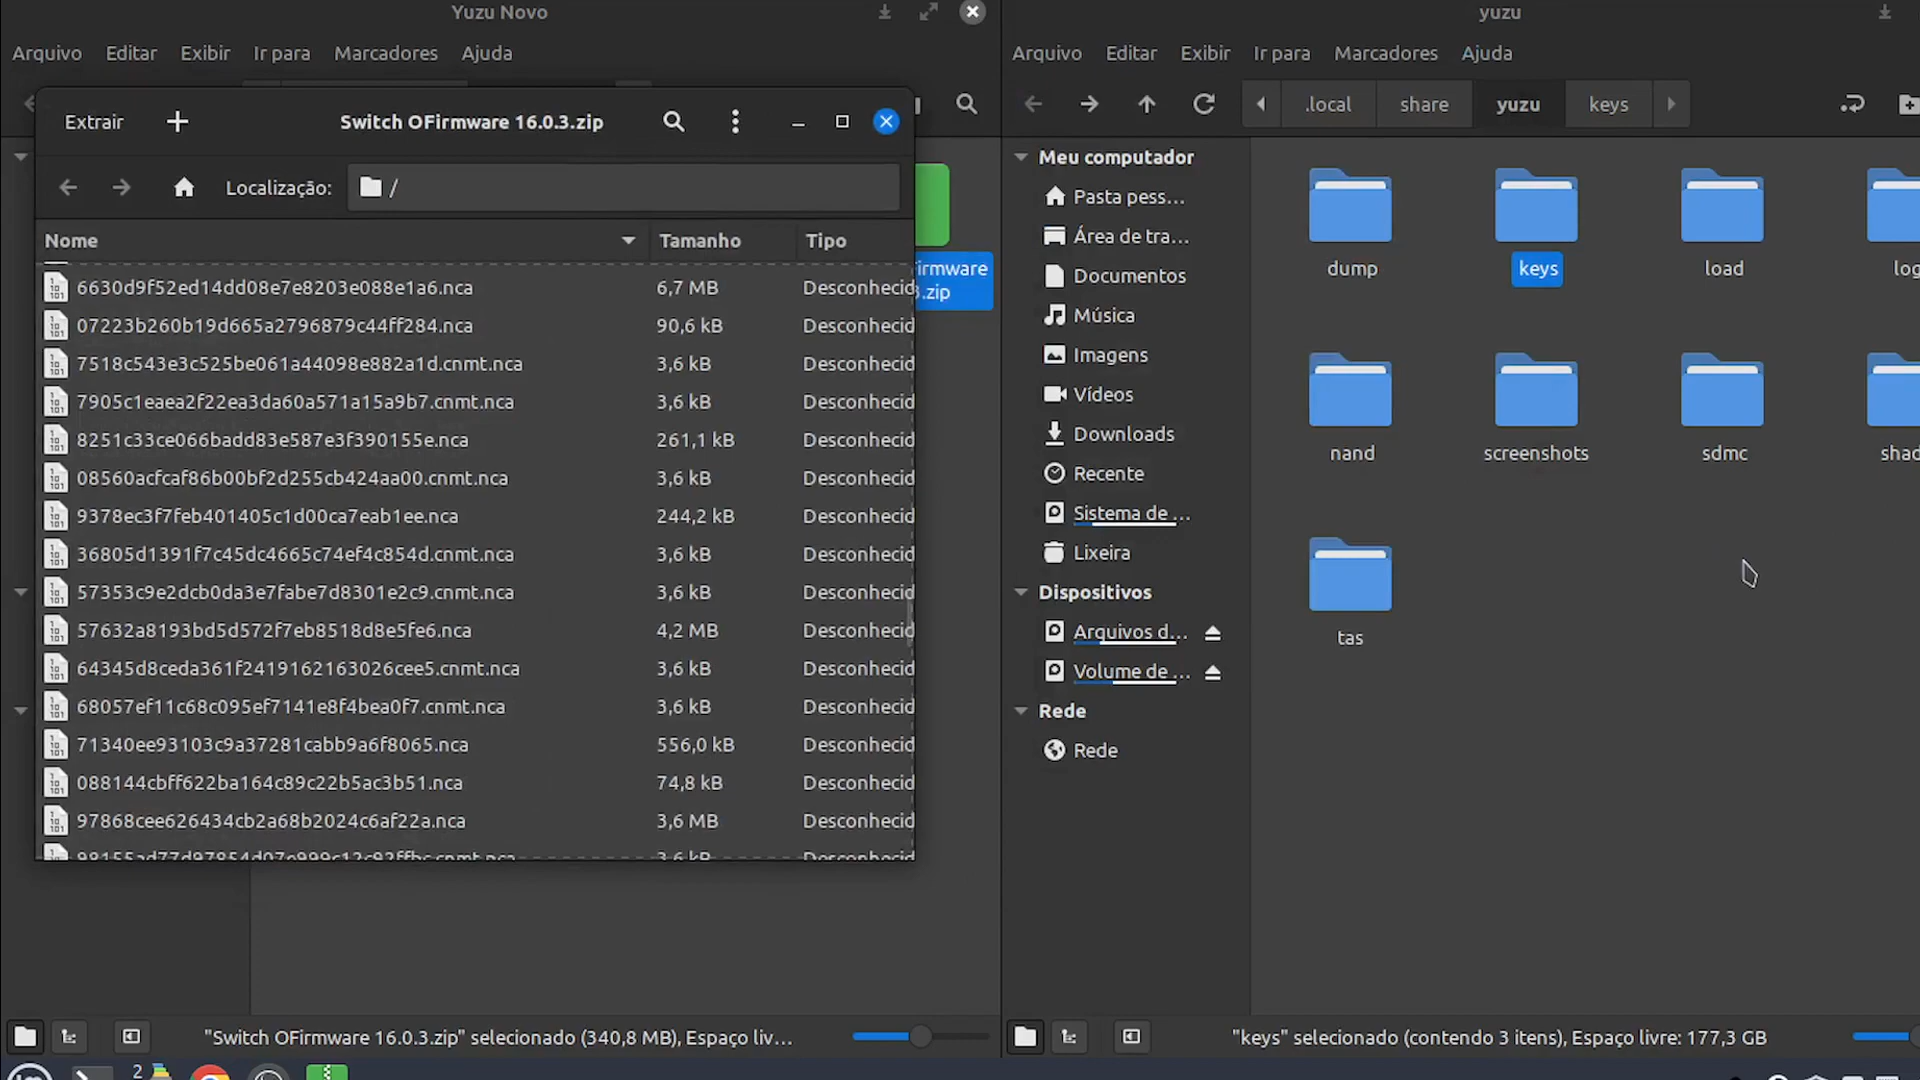 Yuzu Novo
Arquivo Editar Exibir Ir para Marcadores Ajuda
Extrair
Switch OFirmware 16.0.3.zip
Localização: /
Nome Tamanho Tipo
6630d9f52ed14dd08e7e8203e088e1a6.nca 6,7 MB Desconhecid
07223b260b19d665a2796879c44ff284.nca 90,6 kB Desconhecid
7518c543e3c525be061a44098e882a1d.cnmt.nca 3,6 kB Desconhecid
7905c1eaea2f22ea3da60a571a15a9b7.cnmt.nca 3,6 kB Desconhecid
8251c33ce066badd83e587e3f390155e.nca 261,1 kB Desconhecid
08560acfcaf86b00bf2d255cb424aa00.cnmt.nca 3,6 kB Desconhecid
9378ec3f7feb401405c1d00ca7eab1ee.nca 244,2 kB Desconhecid
36805d1391f7c45dc4665c74ef4c854d.cnmt.nca 3,6 kB Desconhecid
57353c9e2dcb0da3e7fabe7d8301e2c9.cnmt.nca 3,6 kB Desconhecid
57632a8193bd5d572f7eb8518d8e5fe6.nca 4,2 MB Desconhecid
64345d8ceda361f2419162163026cee5.cnmt.nca 3,6 kB Desconhecid
68057ef11c68c095ef7141e8f4bea0f7.cnmt.nca 3,6 kB Desconhecid
71340ee93103c9a37281cabb9a6f8065.nca 556,0 kB Desconhecid
088144cbff622ba164c89c22b5ac3b51.nca 74,8 kB Desconhecid
97868cee626434cb2a68b2024c6af22a.nca 3,6 MB Desconhecid
irmware
.zip
"Switch OFirmware 16.0.3.zip" selecionado (340,8 MB), Espaço liv...
2
yuzu
Arquivo Editar Exibir Ir para Marcadores Ajuda
.local share yuzu keys
Meu computador
Pasta pess...
Área de tra...
Documentos
Música
Imagens
Vídeos
Downloads
Recente
Sistema de ...
Lixeira
Dispositivos
Arquivos d...
Volume de ...
Rede
Rede
dump keys load log
nand screenshots sdmc shad
tas
"keys" selecionado (contendo 3 itens), Espaço livre: 177,3 GB